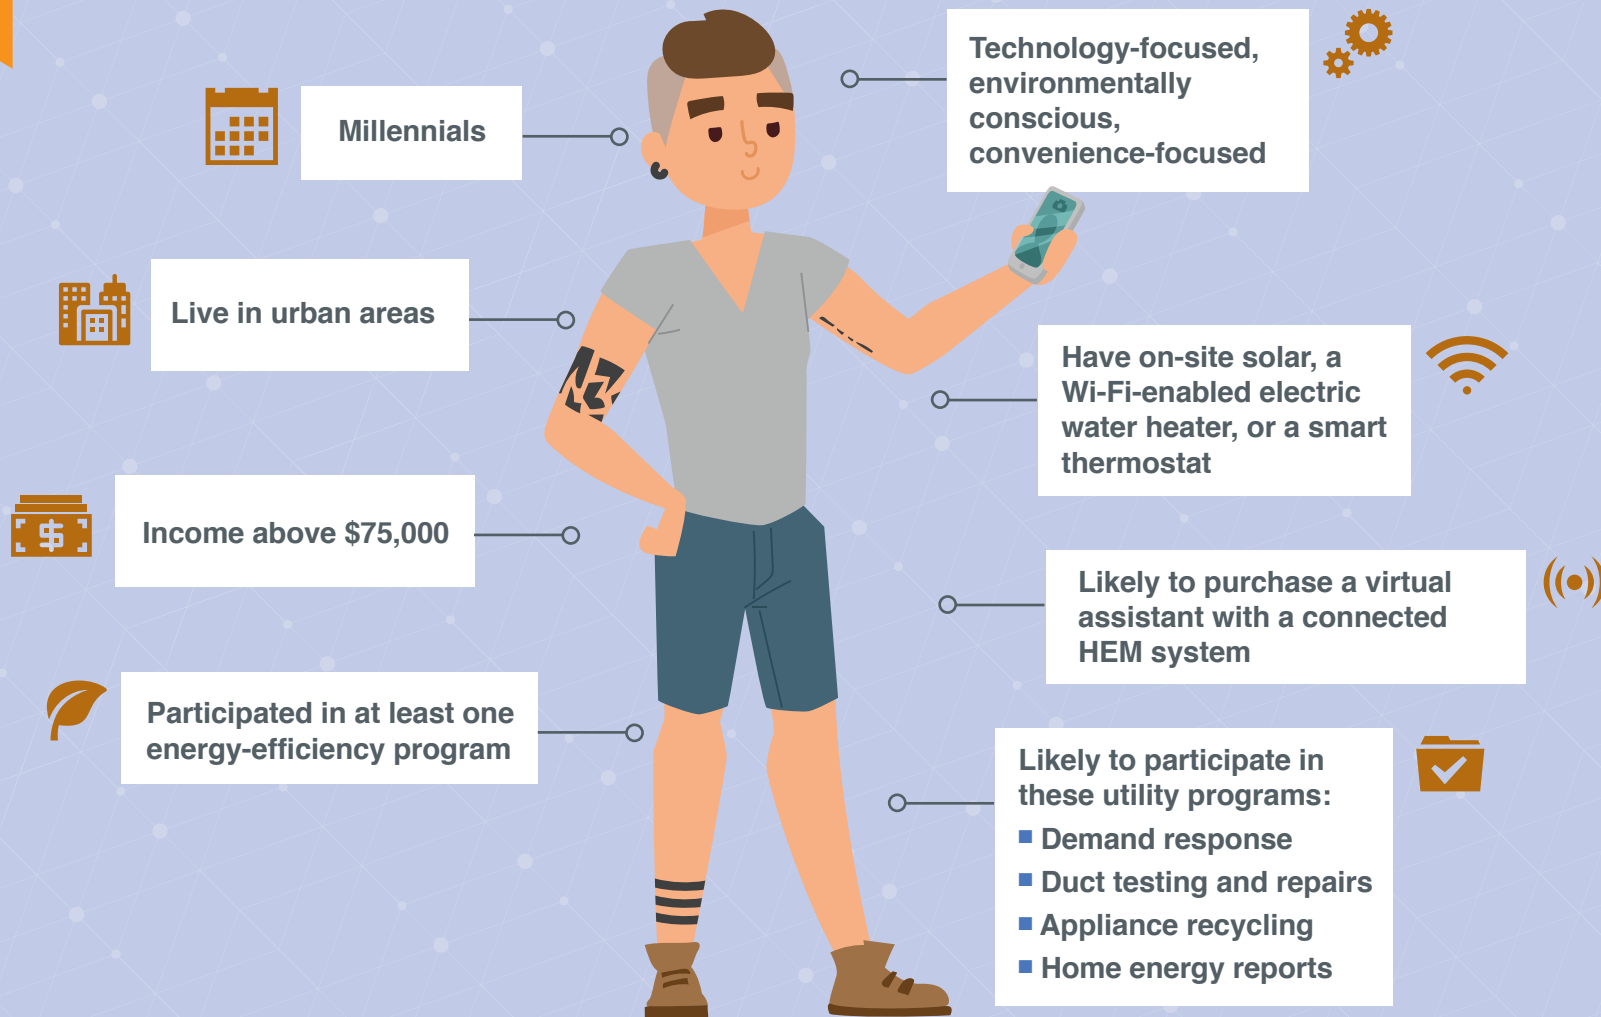 Millennials
Live in urban areas
Income above $75,000
Participated in at least one
energy-efficiency program
Technology-focused,
environmentally
conscious,
convenience-focused
Have on-site solar, a
Wi-Fi-enabled electric
water heater, or a smart
thermostat
Likely to purchase a virtual
assistant with a connected
HEM system
Likely to participate in
these utility programs:
■ Demand response
■ Duct testing and repairs
■ Appliance recycling
■ Home energy reports